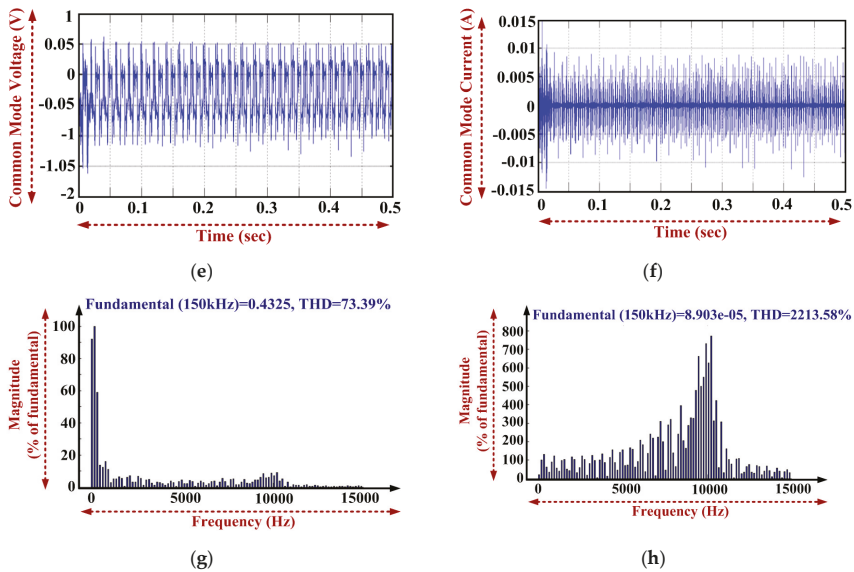 Common Mode Voltage (V)
1
0.05
0
-0.05
-1
-1.05
-2
0 0.1 0.2 0.3 0.4 0.5
Time (sec)
(e)
Common Mode Current (A)
0.015
0.01
0.005
0
-0.005
-0.01
-0.015
0 0.1 0.2 0.3 0.4 0.5
Time (sec)
(f)
Fundamental (150kHz)=0.4325, THD=73.39%
Magnitude
(% of fundamental)
100
80
60
40
20
0
0 5000 10000 15000
Frequency (Hz)
(g)
Fundamental (150kHz)=8.903e-05, THD=2213.58%
Magnitude
(% of fundamental)
800
700
600
500
400
300
200
100
0
0 5000 10000 15000
Frequency (Hz)
(h)